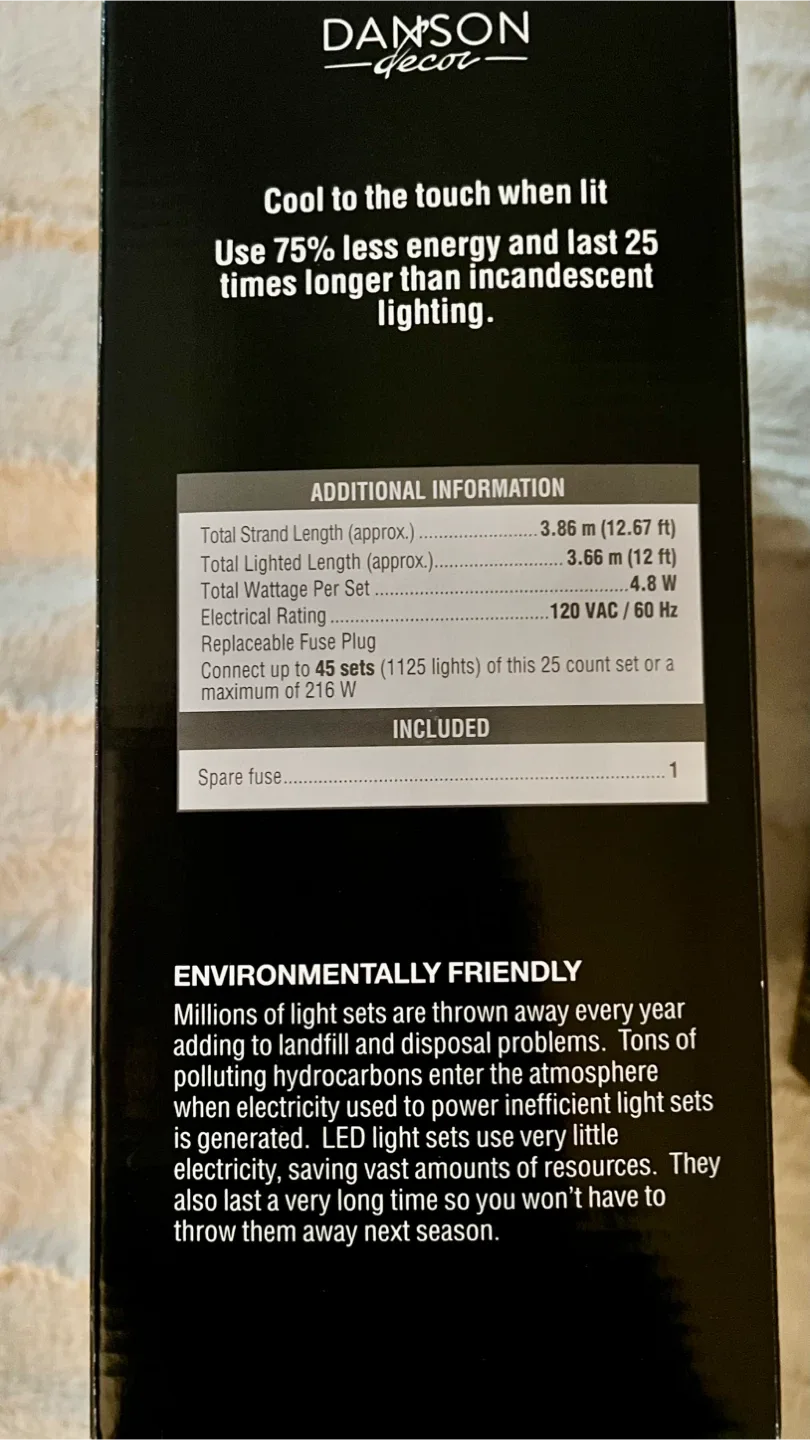 DANSON
decor
Cool to the touch when lit
Use 75% less energy and last 25
times longer than incandescent
lighting.
ADDITIONAL INFORMATION
Total Strand Length (approx.) ........................ 3.86 m (12.67 ft)
Total Lighted Length (approx.)......................... 3.66 m (12 ft)
Total Wattage Per Set .................................................. 4.8 W
Electrical Rating ........................................... 120 VAC / 60 Hz
Replaceable Fuse Plug
Connect up to 45 sets (1125 lights) of this 25 count set or a
maximum of 216 W
INCLUDED
Spare fuse........................................................................... 1
ENVIRONMENTALLY FRIENDLY
Millions of light sets are thrown away every year
adding to landfill and disposal problems. Tons of
polluting hydrocarbons enter the atmosphere
when electricity used to power inefficient light sets
is generated. LED light sets use very little
electricity, saving vast amounts of resources. They
also last a very long time so you won't have to
throw them away next season.